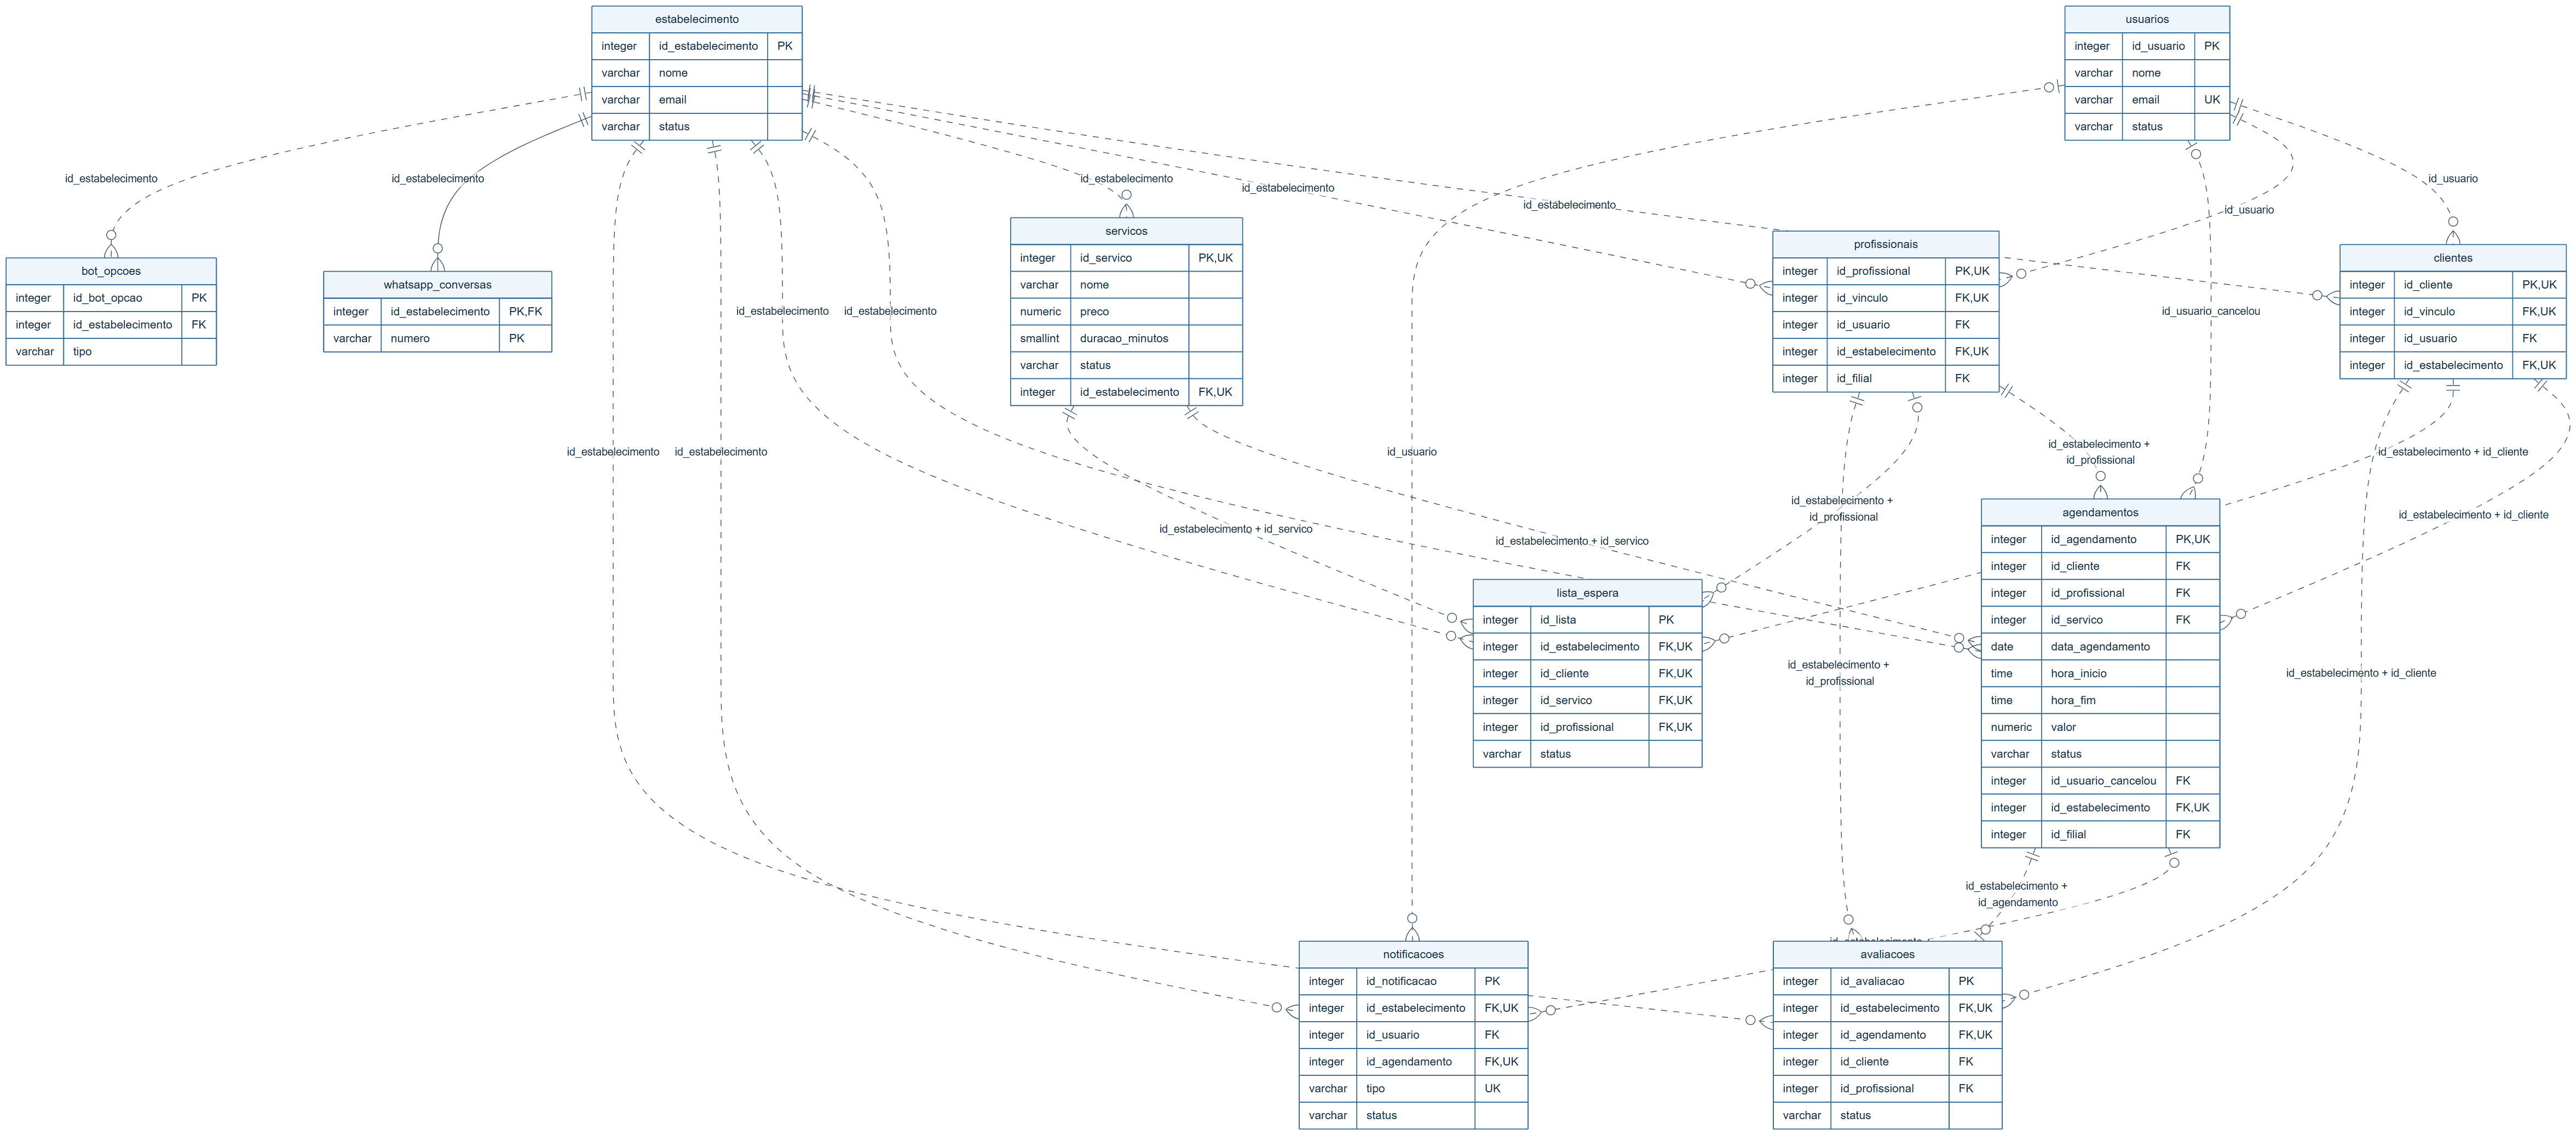 estabelecimento
integer id_estabelecimento PK
varchar nome
varchar email
varchar status
usuarios
integer id_usuario PK
varchar nome
varchar email UK
varchar status
id_estabelecimento
id_estabelecimento
id_estabelecimento
id_estabelecimento
id_estabelecimento
id_usuario
id_usuario
servicos
integer id_servico PK,UK
varchar nome
numeric preco
smallint duracao_minutos
varchar status
integer id_estabelecimento FK,UK
profissionais
integer id_profissional PK,UK
integer id_vinculo FK,UK
integer id_usuario FK
integer id_estabelecimento FK,UK
integer id_filial FK
clientes
integer id_cliente PK,UK
integer id_vinculo FK,UK
integer id_usuario FK
integer id_estabelecimento FK,UK
bot_opcoes
integer id_bot_opcao PK
integer id_estabelecimento FK
varchar tipo
whatsapp_conversas
integer id_estabelecimento PK,FK
varchar numero PK
id_estabelecimento
id_estabelecimento
id_usuario_cancelou
id_estabelecimento
id_estabelecimento
id_usuario
id_estabelecimento +
id_profissional
id_estabelecimento + id_cliente
id_estabelecimento + id_servico
id_estabelecimento + id_servico
id_estabelecimento +
id_profissional
id_estabelecimento + id_cliente
agendamentos
integer id_agendamento PK,UK
integer id_cliente FK
integer id_profissional FK
integer id_servico FK
date data_agendamento
time hora_inicio
time hora_fim
numeric valor
varchar status
integer id_usuario_cancelou FK
integer id_estabelecimento FK,UK
integer id_filial FK
lista_espera
integer id_lista PK
integer id_estabelecimento FK,UK
integer id_cliente FK,UK
integer id_servico FK,UK
integer id_profissional FK,UK
varchar status
id_estabelecimento +
id_profissional
id_estabelecimento + id_cliente
id_estabelecimento +
id_agendamento
notificacoes
integer id_notificacao PK
integer id_estabelecimento FK,UK
integer id_usuario FK
integer id_agendamento FK,UK
varchar tipo UK
varchar status
avaliacoes
integer id_avaliacao PK
integer id_estabelecimento FK,UK
integer id_agendamento FK,UK
integer id_cliente FK
integer id_profissional FK
varchar status